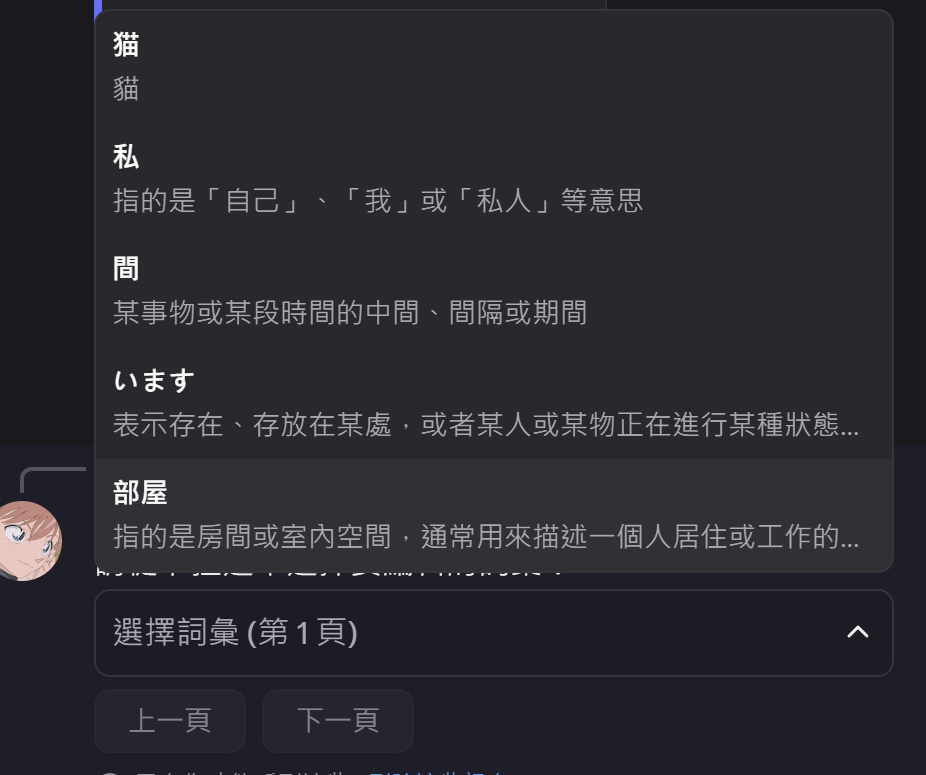 猫
貓
私
指的是「自己」、「我」或「私人」等意思
間
某事物或某段時間的中間、間隔或期間
います
表示存在、存放在某處，或者某人或某物正在進行某種狀態...
部屋
指的是房間或室內空間，通常用來描述一個人居住或工作的...
選擇詞彙 (第 1 頁)
上一頁
下一頁